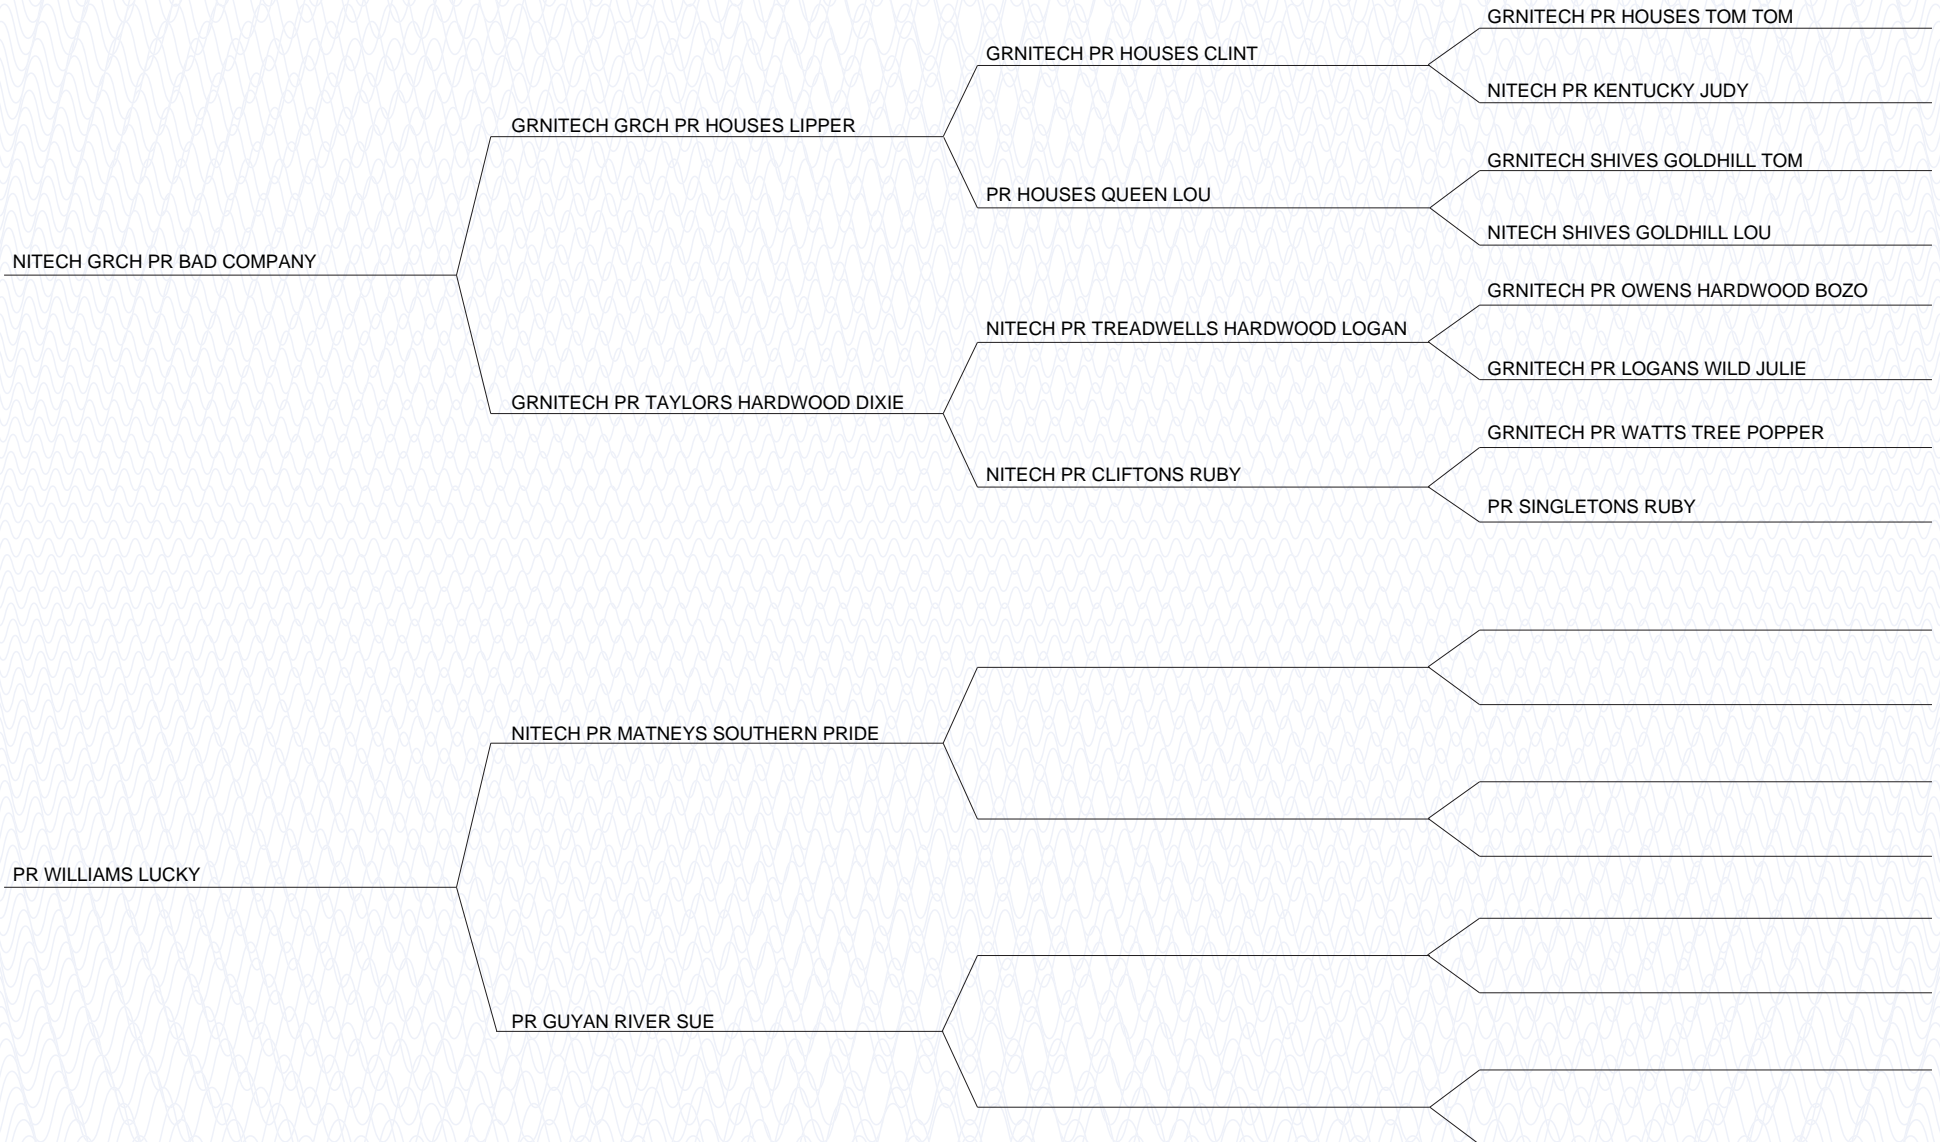 GRNITECH PR HOUSES TOM TOM
GRNITECH PR HOUSES CLINT
NITECH PR KENTUCKY JUDY
GRNITECH GRCH PR HOUSES LIPPER
GRNITECH SHIVES GOLDHILL TOM
PR HOUSES QUEEN LOU
NITECH SHIVES GOLDHILL LOU
NITECH GRCH PR BAD COMPANY
GRNITECH PR OWENS HARDWOOD BOZO
NITECH PR TREADWELLS HARDWOOD LOGAN
GRNITECH PR LOGANS WILD JULIE
GRNITECH PR TAYLORS HARDWOOD DIXIE
GRNITECH PR WATTS TREE POPPER
NITECH PR CLIFTONS RUBY
PR SINGLETONS RUBY
NITECH PR MATNEYS SOUTHERN PRIDE
PR WILLIAMS LUCKY
PR GUYAN RIVER SUE